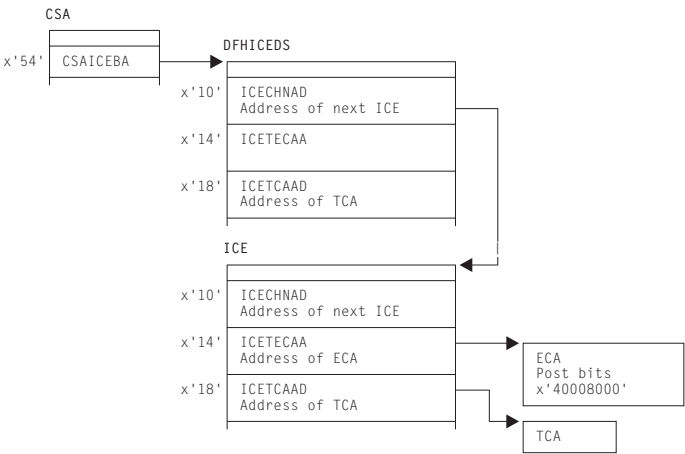 CSA
x'54' CSAICEBA
DFHICEDS
x'10' ICECHNAD
Address of next ICE
x'14' ICETECAA
x'18' ICETCAAD
Address of TCA
ICE
x'10' ICECHNAD
Address of next ICE
x'14' ICETECAA
Address of ECA
x'18' ICETCAAD
Address of TCA
ECA
Post bits
x'40008000'
TCA